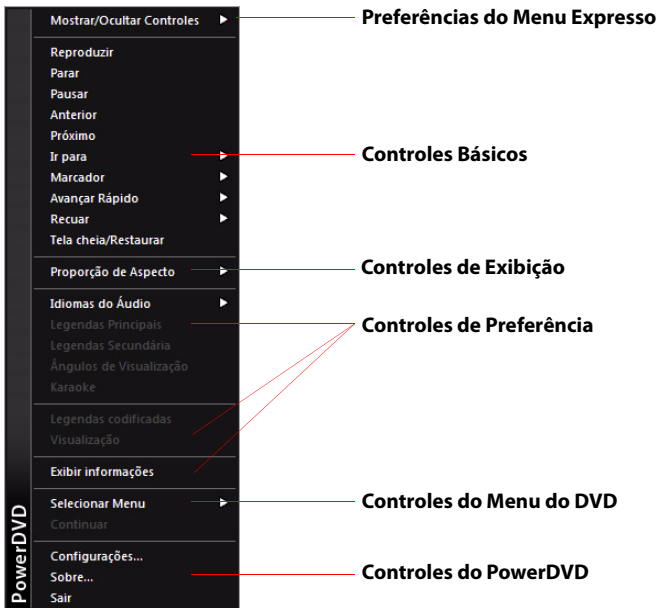 Mostrar/Ocultar Controles
Preferências do Menu Expresso
Reproduzir
Parar
Pausar
Anterior
Próximo
Ir para
Controles Básicos
Marcador
Avançar Rápido
Recuar
Tela cheia/Restaurar
Proporção de Aspecto
Controles de Exibição
Idiomas do Áudio
Legendas Principais
Controles de Preferência
Legendas Secundária
Ângulos de Visualização
Karaoke
Legendas codificadas
Visualização
Exibir informações
Selecionar Menu
Controles do Menu do DVD
Continuar
Configurações...
Sobre...
Controles do PowerDVD
Sair
PowerDVD